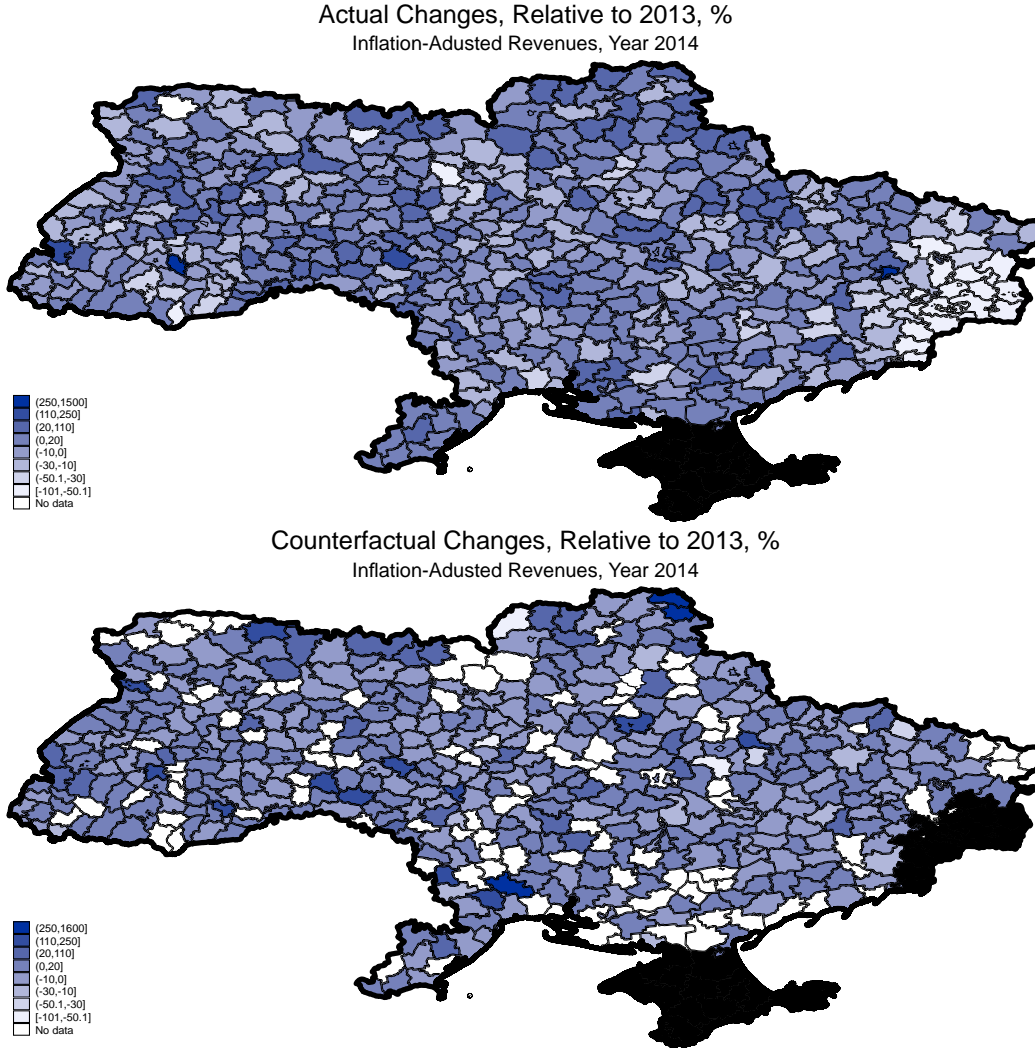 Actual Changes, Relative to 2013, %
Inflation-Adusted Revenues, Year 2014
(250,1500]
(110,250]
(20,110]
(0,20]
(-10,0]
(-30,-10]
(-50.1,-30]
[-101,-50.1]
No data
Counterfactual Changes, Relative to 2013, %
Inflation-Adusted Revenues, Year 2014
(250,1600]
(110,250]
(20,110]
(0,20]
(-10,0]
(-30,-10]
(-50.1,-30]
[-101,-50.1]
No data